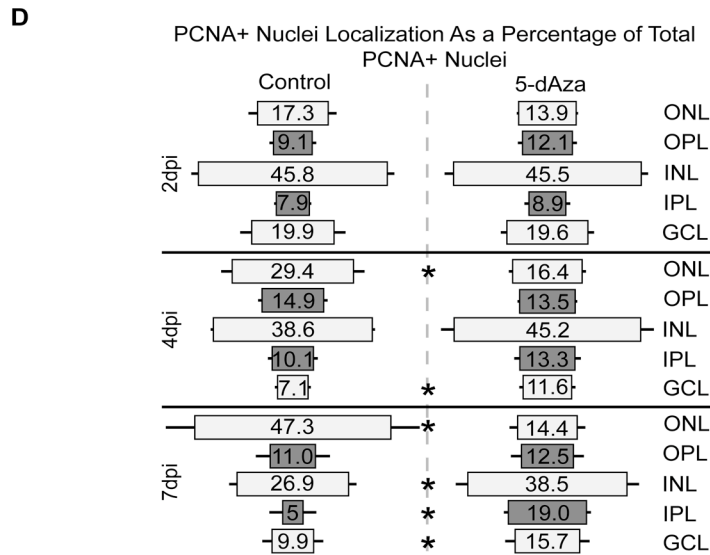 D
PCNA+ Nuclei Localization As a Percentage of Total
PCNA+ Nuclei
Control 5-dAza
2dpi
17.3 13.9 ONL
9.1 12.1 OPL
45.8 45.5 INL
7.9 8.9 IPL
19.9 19.6 GCL
4dpi
29.4 * 16.4 ONL
14.9 13.5 OPL
38.6 45.2 INL
10.1 13.3 IPL
7.1 * 11.6 GCL
7dpi
47.3 * 14.4 ONL
11.0 12.5 OPL
26.9 * 38.5 INL
5 * 19.0 IPL
9.9 * 15.7 GCL